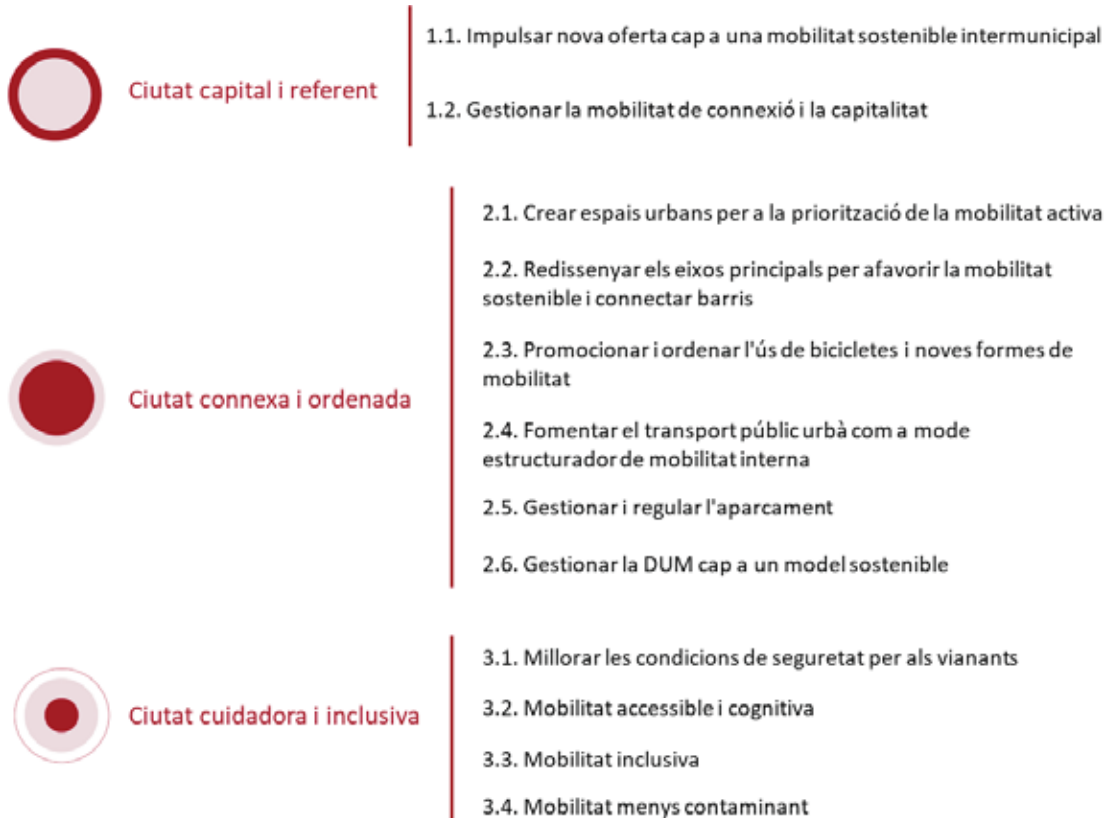 Ciutat capital i referent
1.1. Impulsar nova oferta cap a una mobilitat sostenible intermunicipal
1.2. Gestionar la mobilitat de connexió i la capitalitat
Ciutat connexa i ordenada
2.1. Crear espais urbans per a la priorització de la mobilitat activa
2.2. Redissenyar els eixos principals per afavorir la mobilitat
sostenible i connectar barris
2.3. Promocionar i ordenar l'ús de bicicletes i noves formes de
mobilitat
2.4. Fomentar el transport públic urbà com a mode
estructurador de mobilitat interna
2.5. Gestionar i regular l'aparcament
2.6. Gestionar la DUM cap a un model sostenible
Ciutat cuidadora i inclusiva
3.1. Millorar les condicions de seguretat per als vianants
3.2. Mobilitat accessible i cognitiva
3.3. Mobilitat inclusiva
3.4. Mobilitat menys contaminant